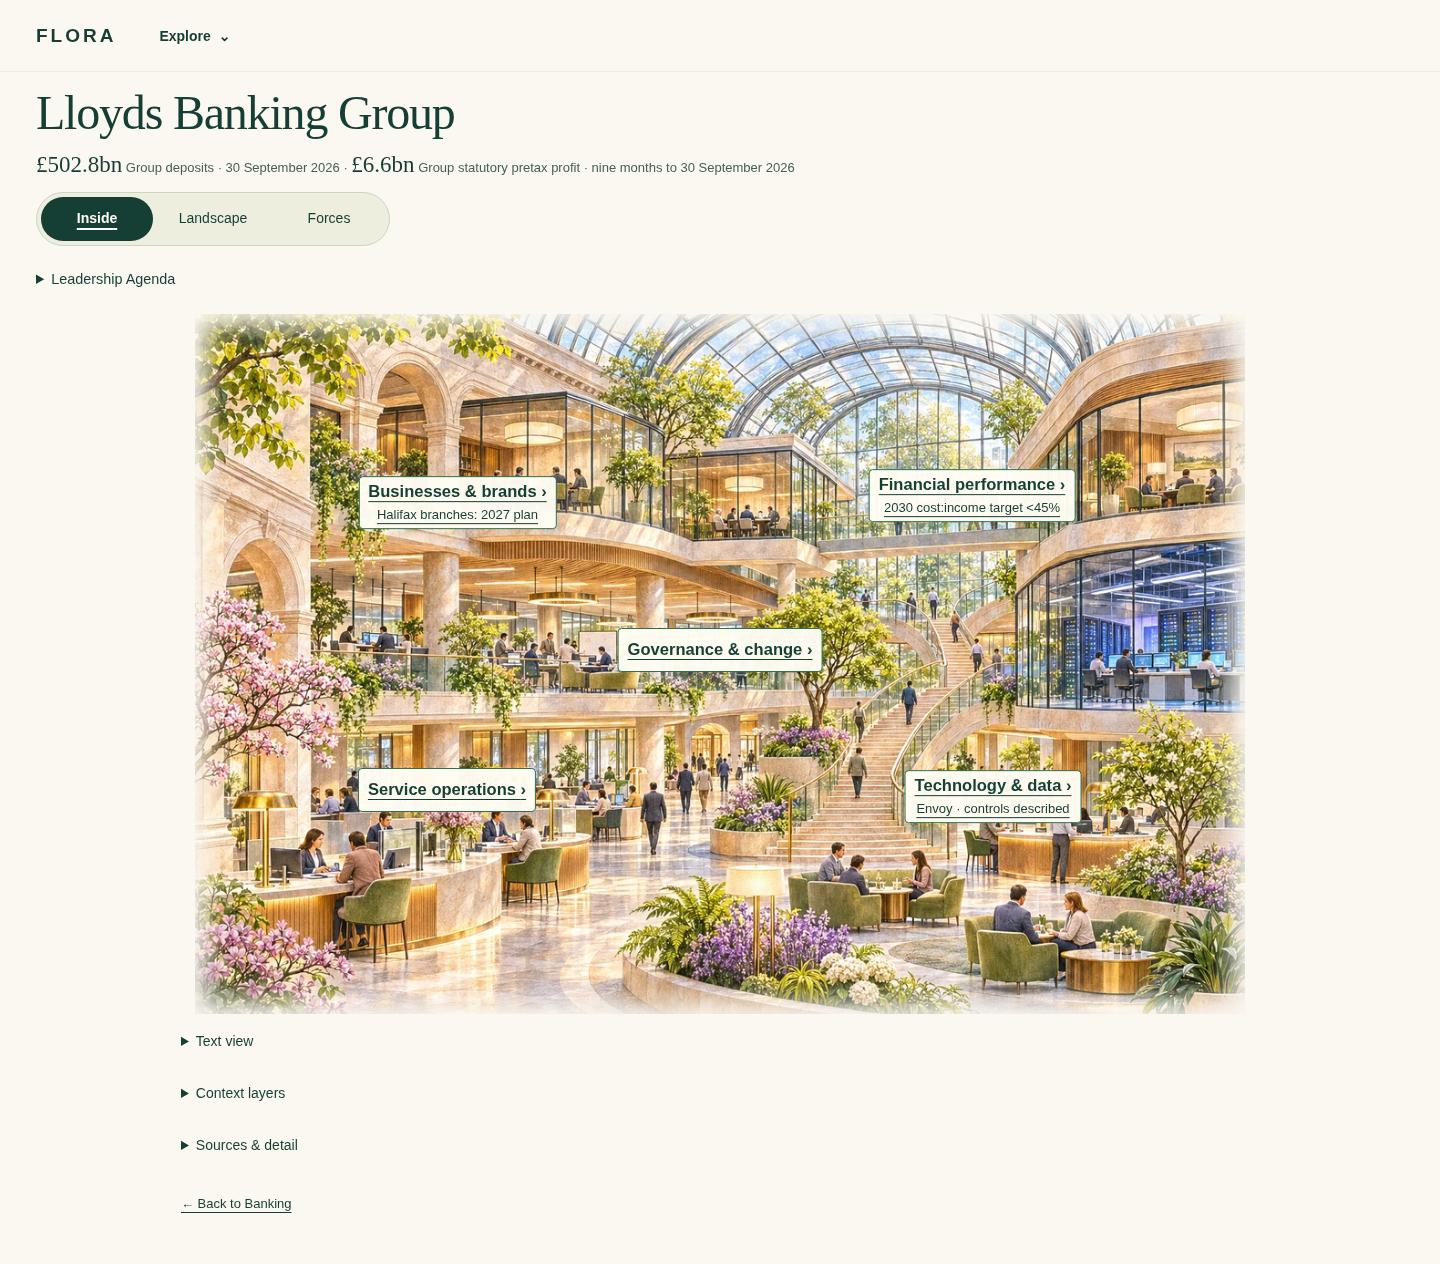 FLORA
Explore ⌄
Lloyds Banking Group
£502.8bn Group deposits · 30 September 2026 · £6.6bn Group statutory pretax profit · nine months to 30 September 2026
Inside
Landscape
Forces
▶ Leadership Agenda
Businesses & brands ›
Halifax branches: 2027 plan
Financial performance ›
2030 cost:income target <45%
Governance & change ›
Service operations ›
Technology & data ›
Envoy · controls described
▶ Text view
▶ Context layers
▶ Sources & detail
← Back to Banking